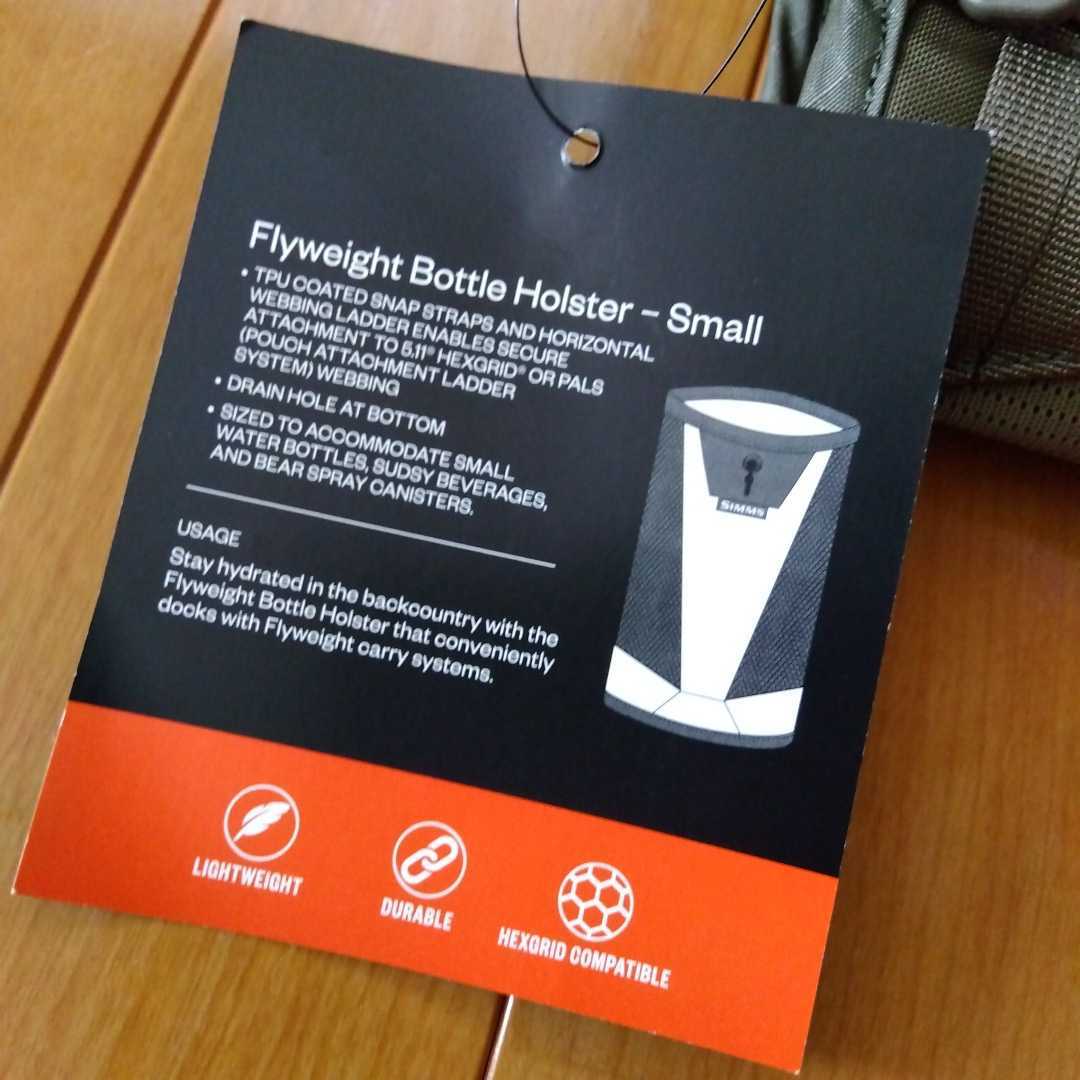 Flyweight Bottle Holster – Small
• TPU COATED SNAP STRAPS AND HORIZONTAL
WEBBING LADDER ENABLES SECURE
ATTACHMENT TO 5.11® HEXGRID® OR PALS
(POUCH ATTACHMENT LADDER
SYSTEM) WEBBING
• DRAIN HOLE AT BOTTOM
• SIZED TO ACCOMMODATE SMALL
WATER BOTTLES, SUDSY BEVERAGES,
AND BEAR SPRAY CANISTERS.
USAGE
Stay hydrated in the backcountry with the
Flyweight Bottle Holster that conveniently
docks with Flyweight carry systems.
SIMMS
LIGHTWEIGHT
DURABLE
HEXGRID COMPATIBLE